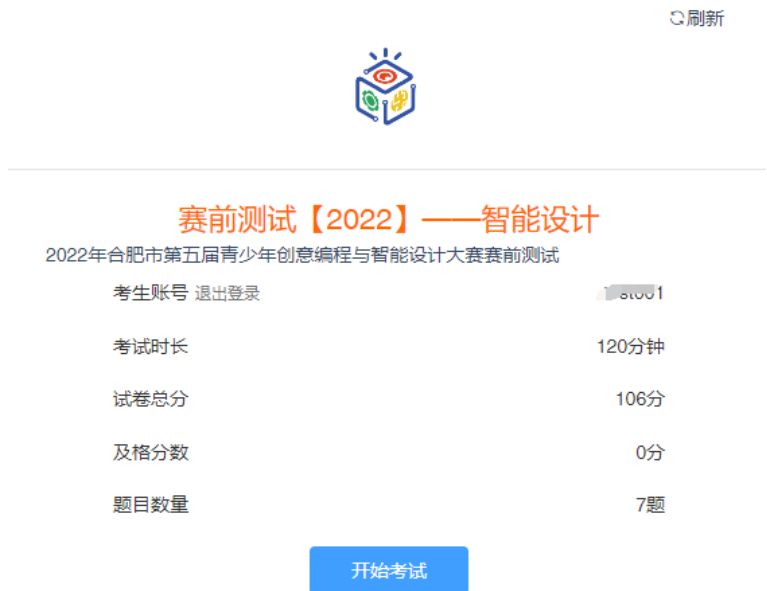 刷新
赛前测试【2022】——智能设计
2022年合肥市第五届青少年创意编程与智能设计大赛赛前测试
考生账号 退出登录
考试时长 120分钟
试卷总分 106分
及格分数 0分
题目数量 7题
开始考试